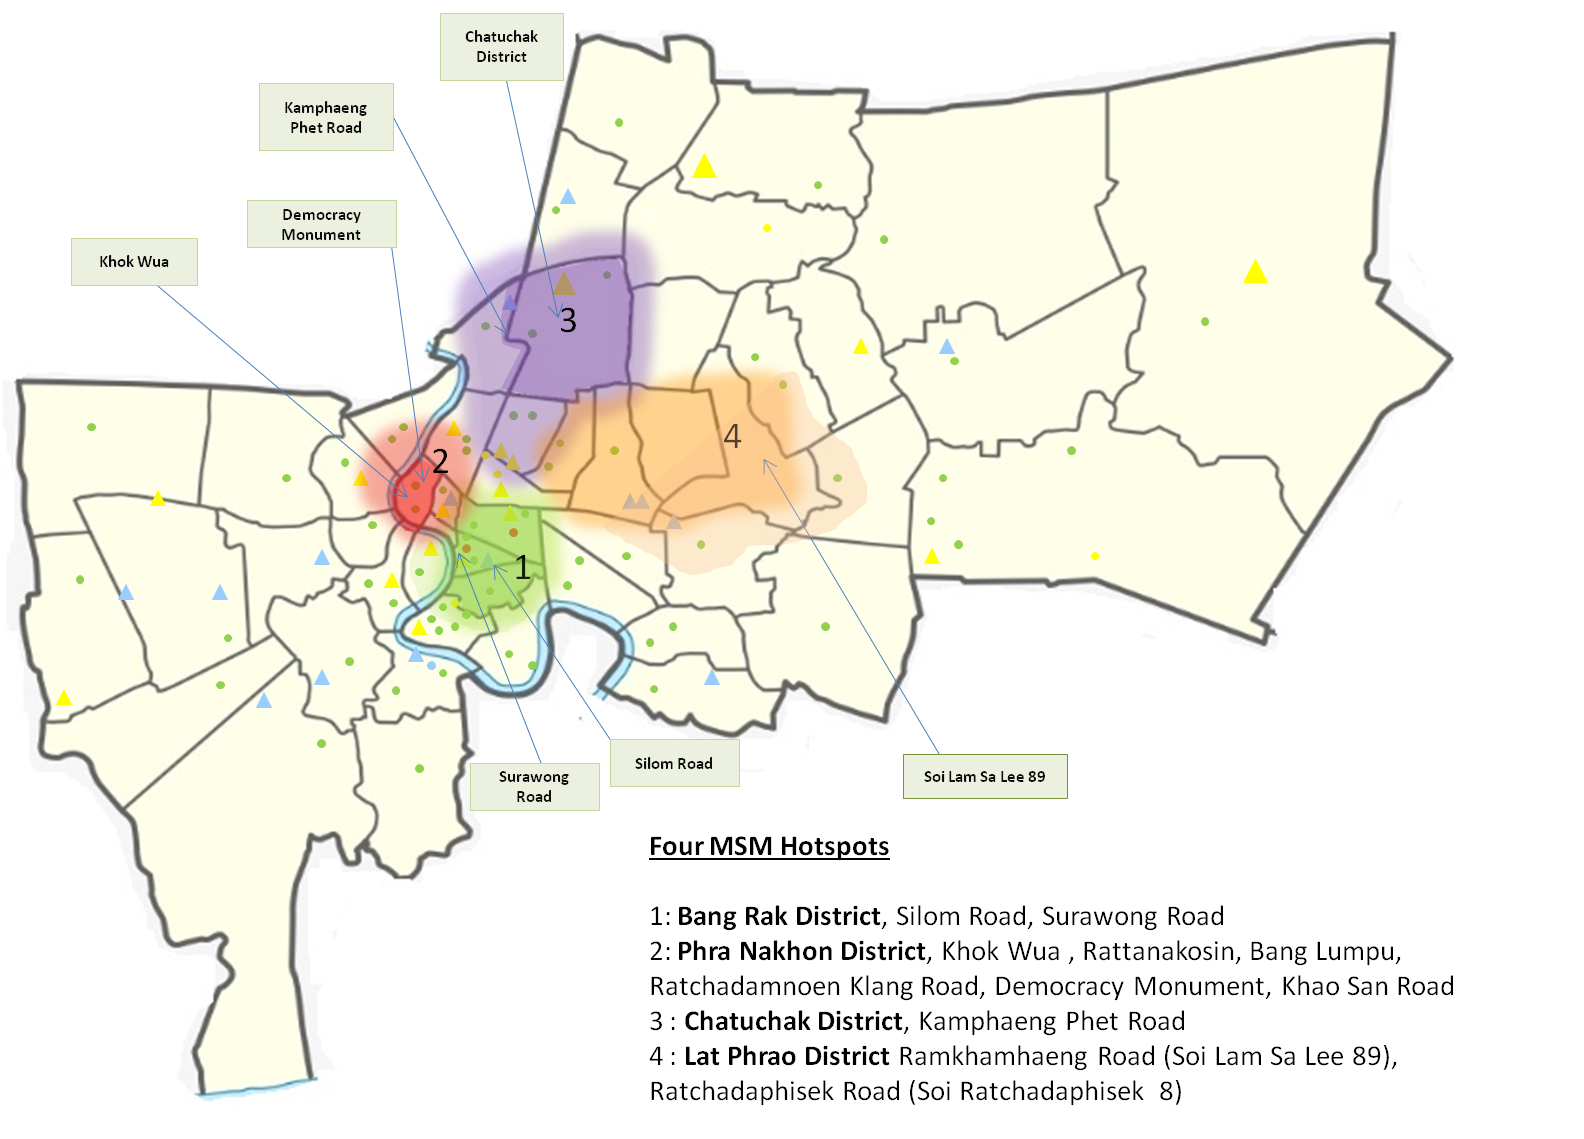 Chatuchak
District
Kamphaeng
Phet Road
Democracy
Monument
Khok Wua
3
4
2
1
Silom Road
Surawong
Road
Soi Lam Sa Lee 89
Four MSM Hotspots
1: Bang Rak District, Silom Road, Surawong Road
2: Phra Nakhon District, Khok Wua , Rattanakosin, Bang Lumpu,
Ratchadamnoen Klang Road, Democracy Monument, Khao San Road
3 : Chatuchak District, Kamphaeng Phet Road
4 : Lat Phrao District Ramkhamhaeng Road (Soi Lam Sa Lee 89),
Ratchadaphisek Road (Soi Ratchadaphisek  8)